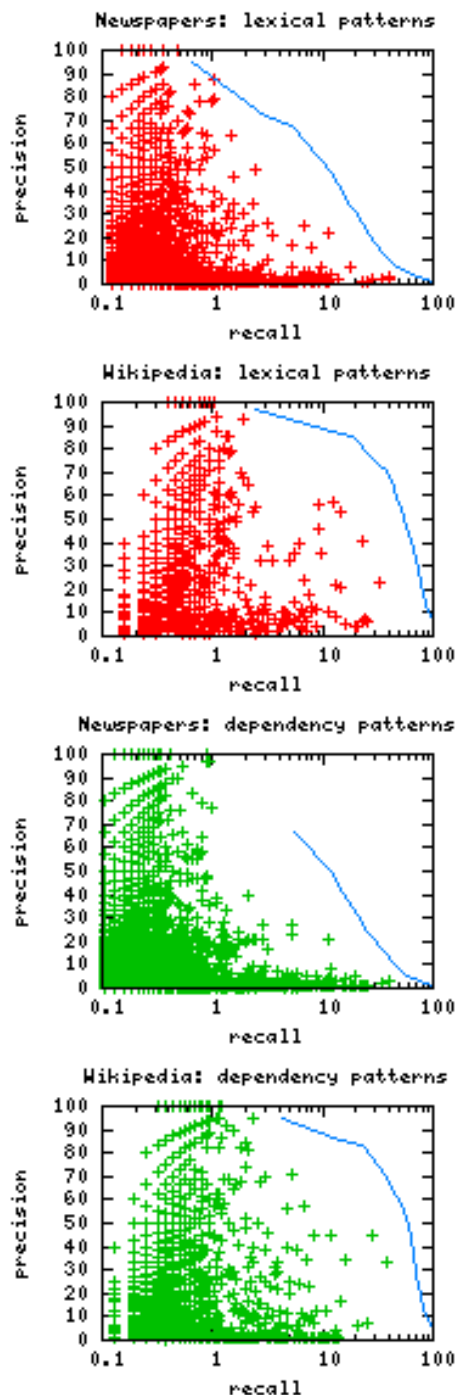 Newspapers: lexical patterns
100
90
80
70
60
50
40
30
20
10
0
precision
0.1 1 10 100
recall
Wikipedia: lexical patterns
100
90
80
70
60
50
40
30
20
10
0
precision
0.1 1 10 100
recall
Newspapers: dependency patterns
100
90
80
70
60
50
40
30
20
10
0
precision
0.1 1 10 100
recall
Wikipedia: dependency patterns
100
90
80
70
60
50
40
30
20
10
0
precision
0.1 1 10 100
recall